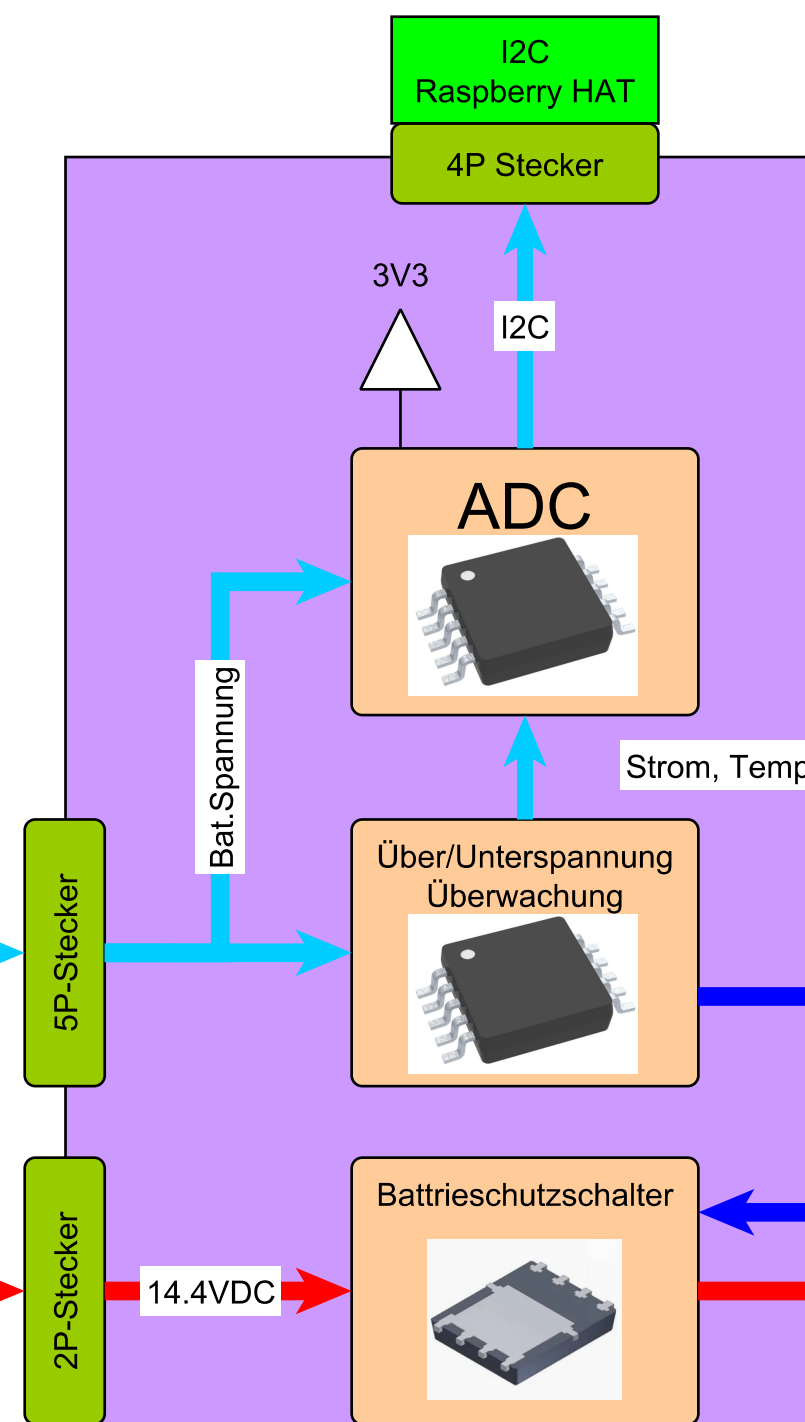 I2C
Raspberry HAT
4P Stecker
3V3
I2C
ADC
Bat.Spannung
Strom, Temp
Über/Unterspannung
Überwachung
5P-Stecker
Battrieschutzschalter
14.4VDC
2P-Stecker